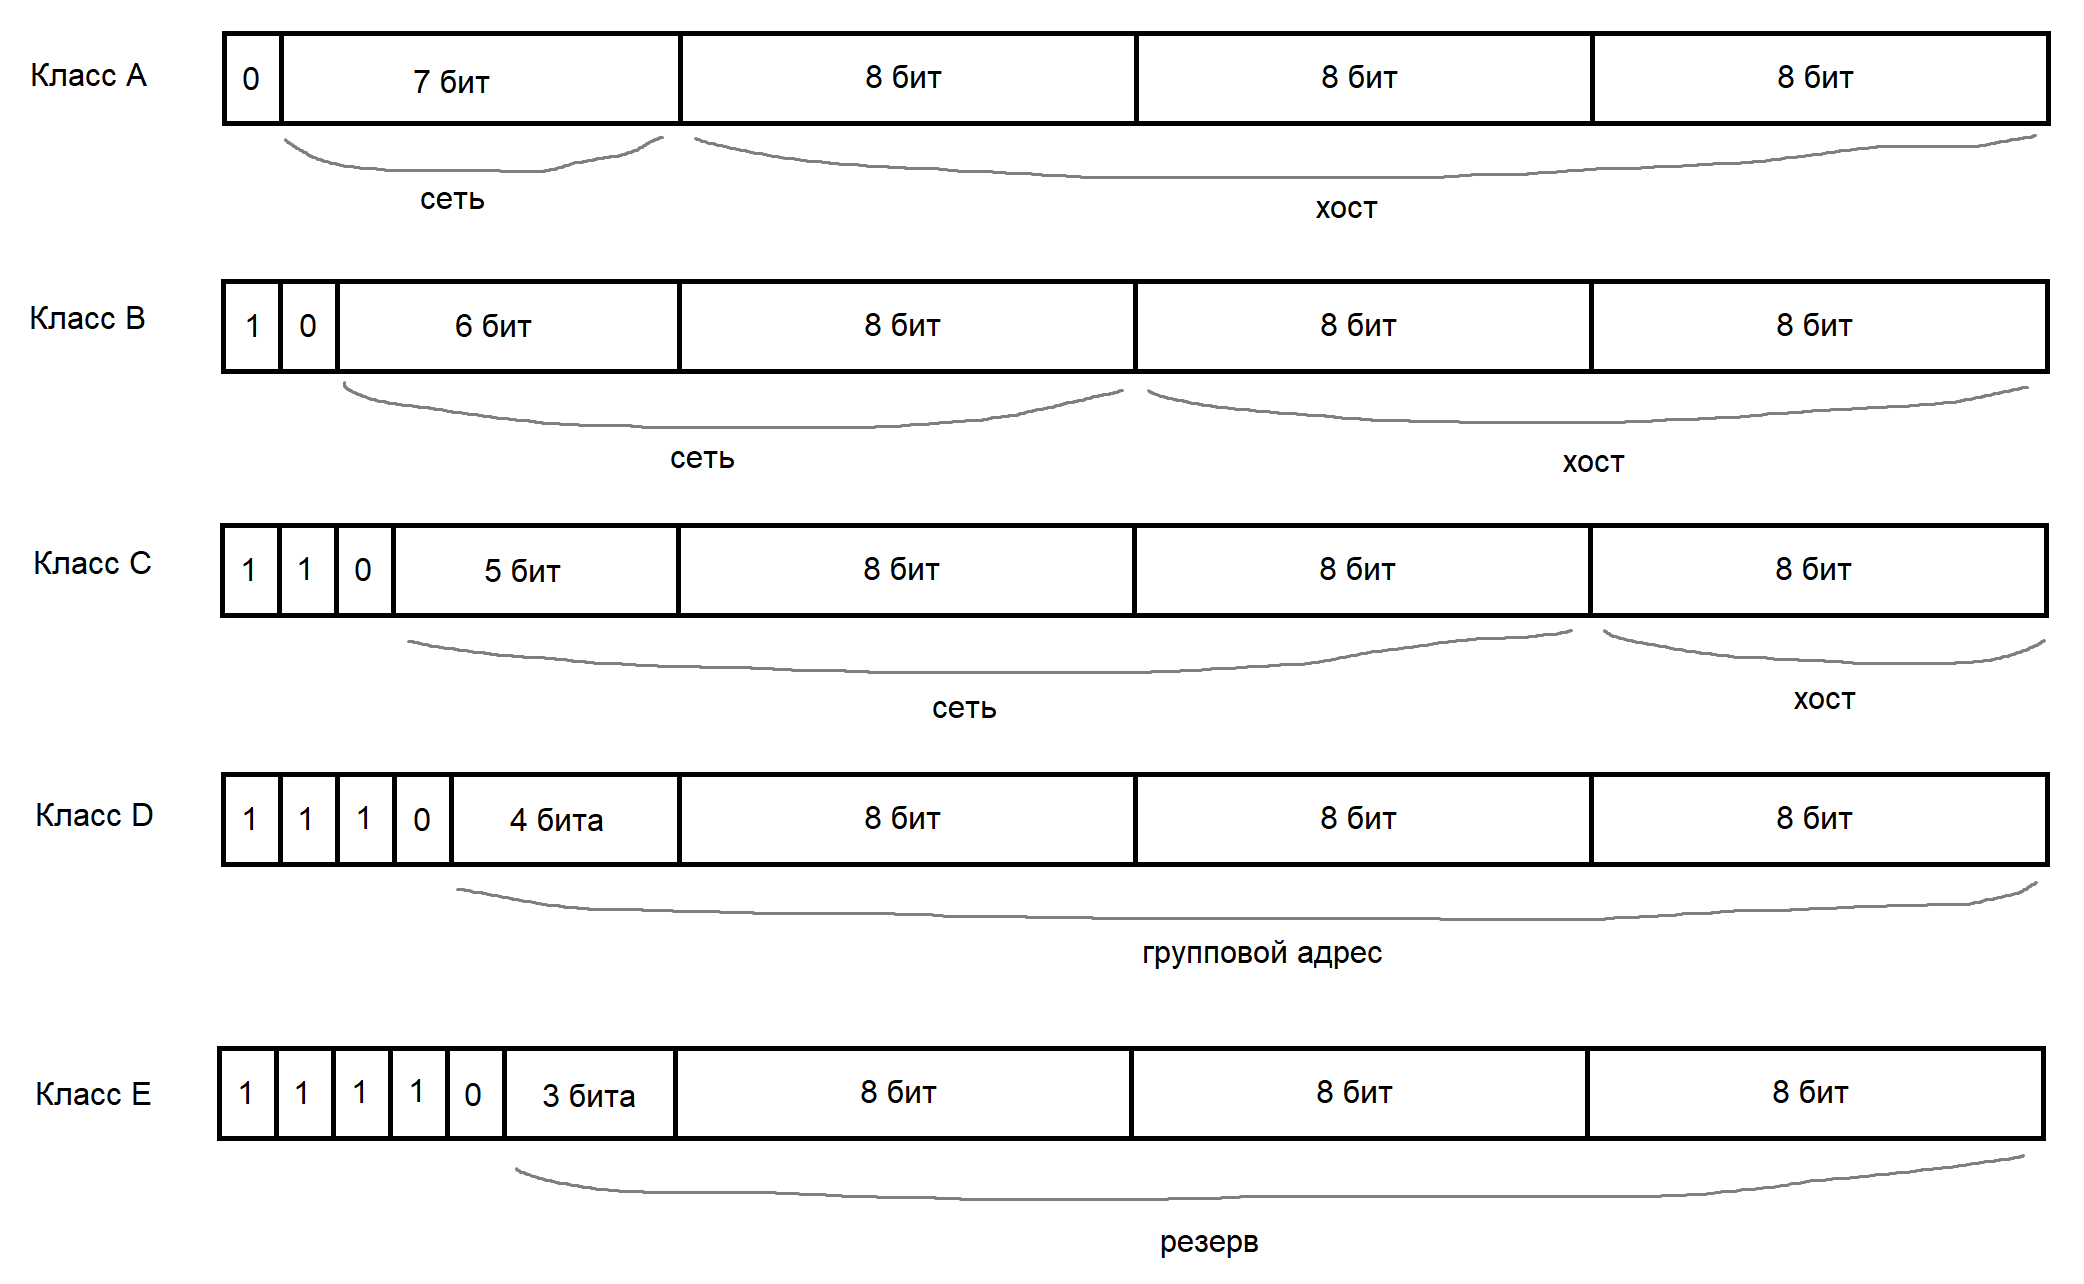 Класс A 0 7 бит 8 бит 8 бит 8 бит
сеть хост
Класс B 1 0 6 бит 8 бит 8 бит 8 бит
сеть хост
Класс C 1 1 0 5 бит 8 бит 8 бит 8 бит
сеть хост
Класс D 1 1 1 0 4 бита 8 бит 8 бит 8 бит
групповой адрес
Класс E 1 1 1 1 0 3 бита 8 бит 8 бит 8 бит
резерв